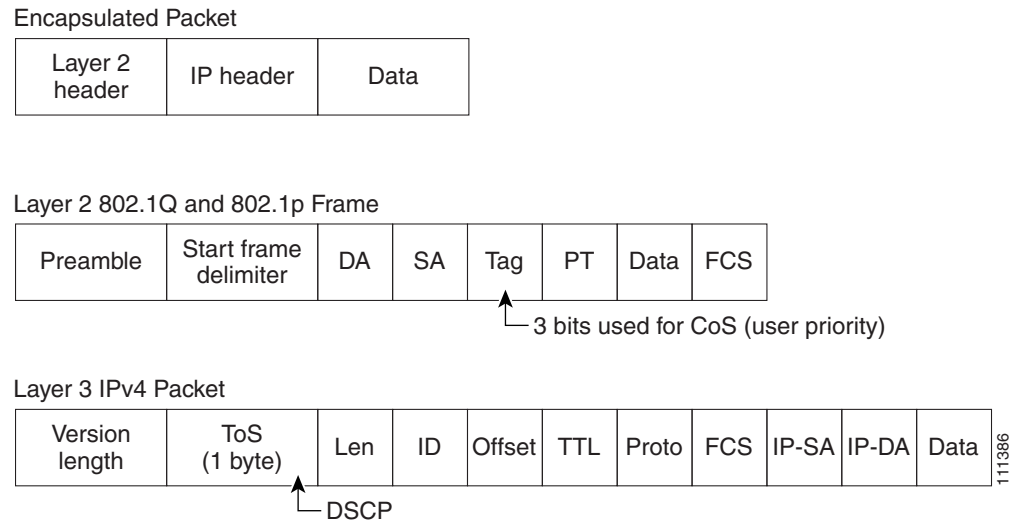 Encapsulated Packet
Layer 2
header
IP header
Data
Layer 2 802.1Q and 802.1p Frame
Preamble
Start frame
delimiter
DA
SA
Tag
PT
Data
FCS
3 bits used for CoS (user priority)
Layer 3 IPv4 Packet
Version
length
ToS
(1 byte)
Len
ID
Offset
TTL
Proto
FCS
IP-SA
IP-DA
Data
111386
DSCP